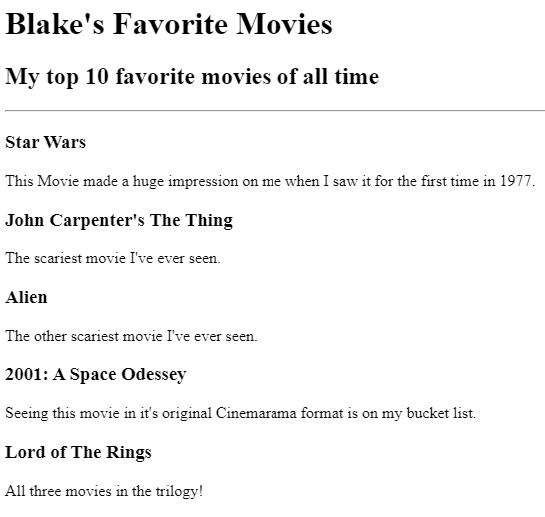 Blake's Favorite Movies
My top 10 favorite movies of all time
Star Wars
This Movie made a huge impression on me when I saw it for the first time in 1977.
John Carpenter's The Thing
The scariest movie I've ever seen.
Alien
The other scariest movie I've ever seen.
2001: A Space Odessey
Seeing this movie in it's original Cinemarama format is on my bucket list.
Lord of The Rings
All three movies in the trilogy!